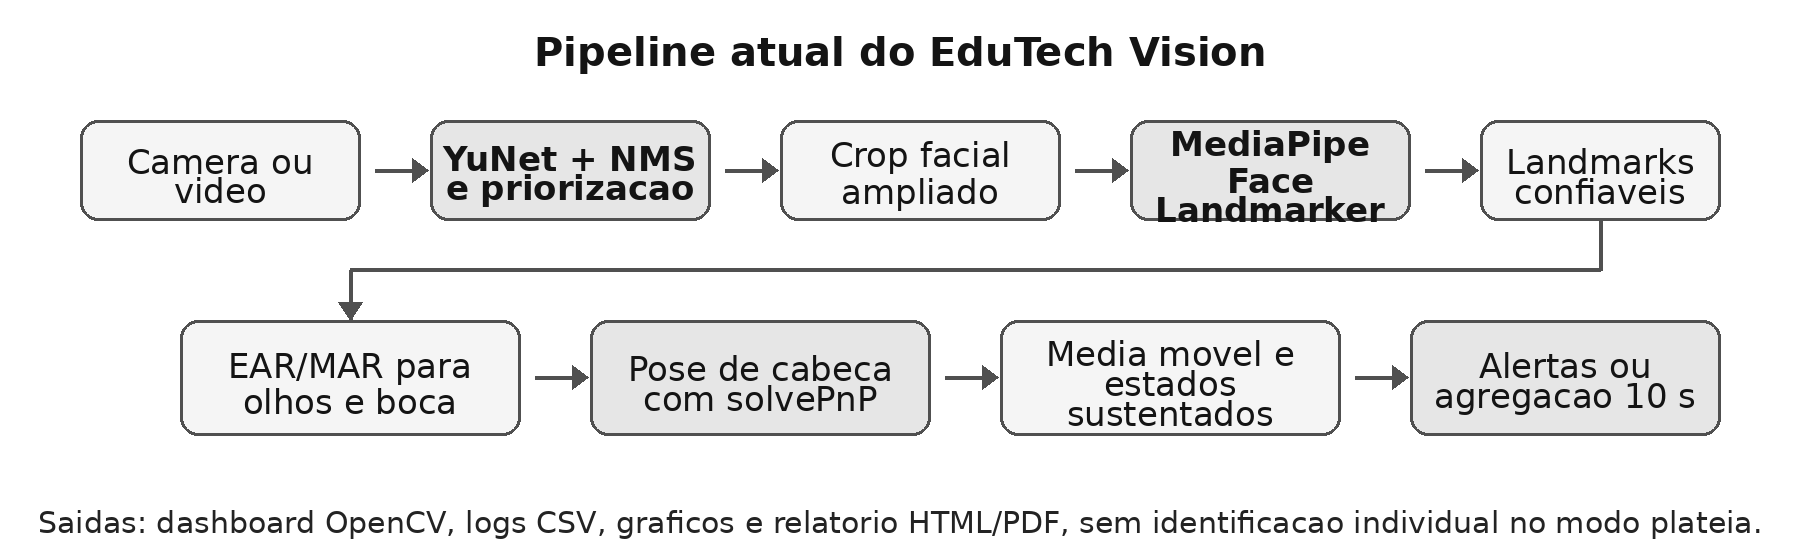 Pipeline atual do EduTech Vision
Camera ou
video
YuNet + NMS
e priorizacao
Crop facial
ampliado
MediaPipe
Face
Landmarker
Landmarks
confiaveis
EAR/MAR para
olhos e boca
Pose de cabeca
com solvePnP
Media movel e
estados
sustentados
Alertas ou
agregacao 10 s
Saidas: dashboard OpenCV, logs CSV, graficos e relatorio HTML/PDF, sem identificacao individual no modo plateia.